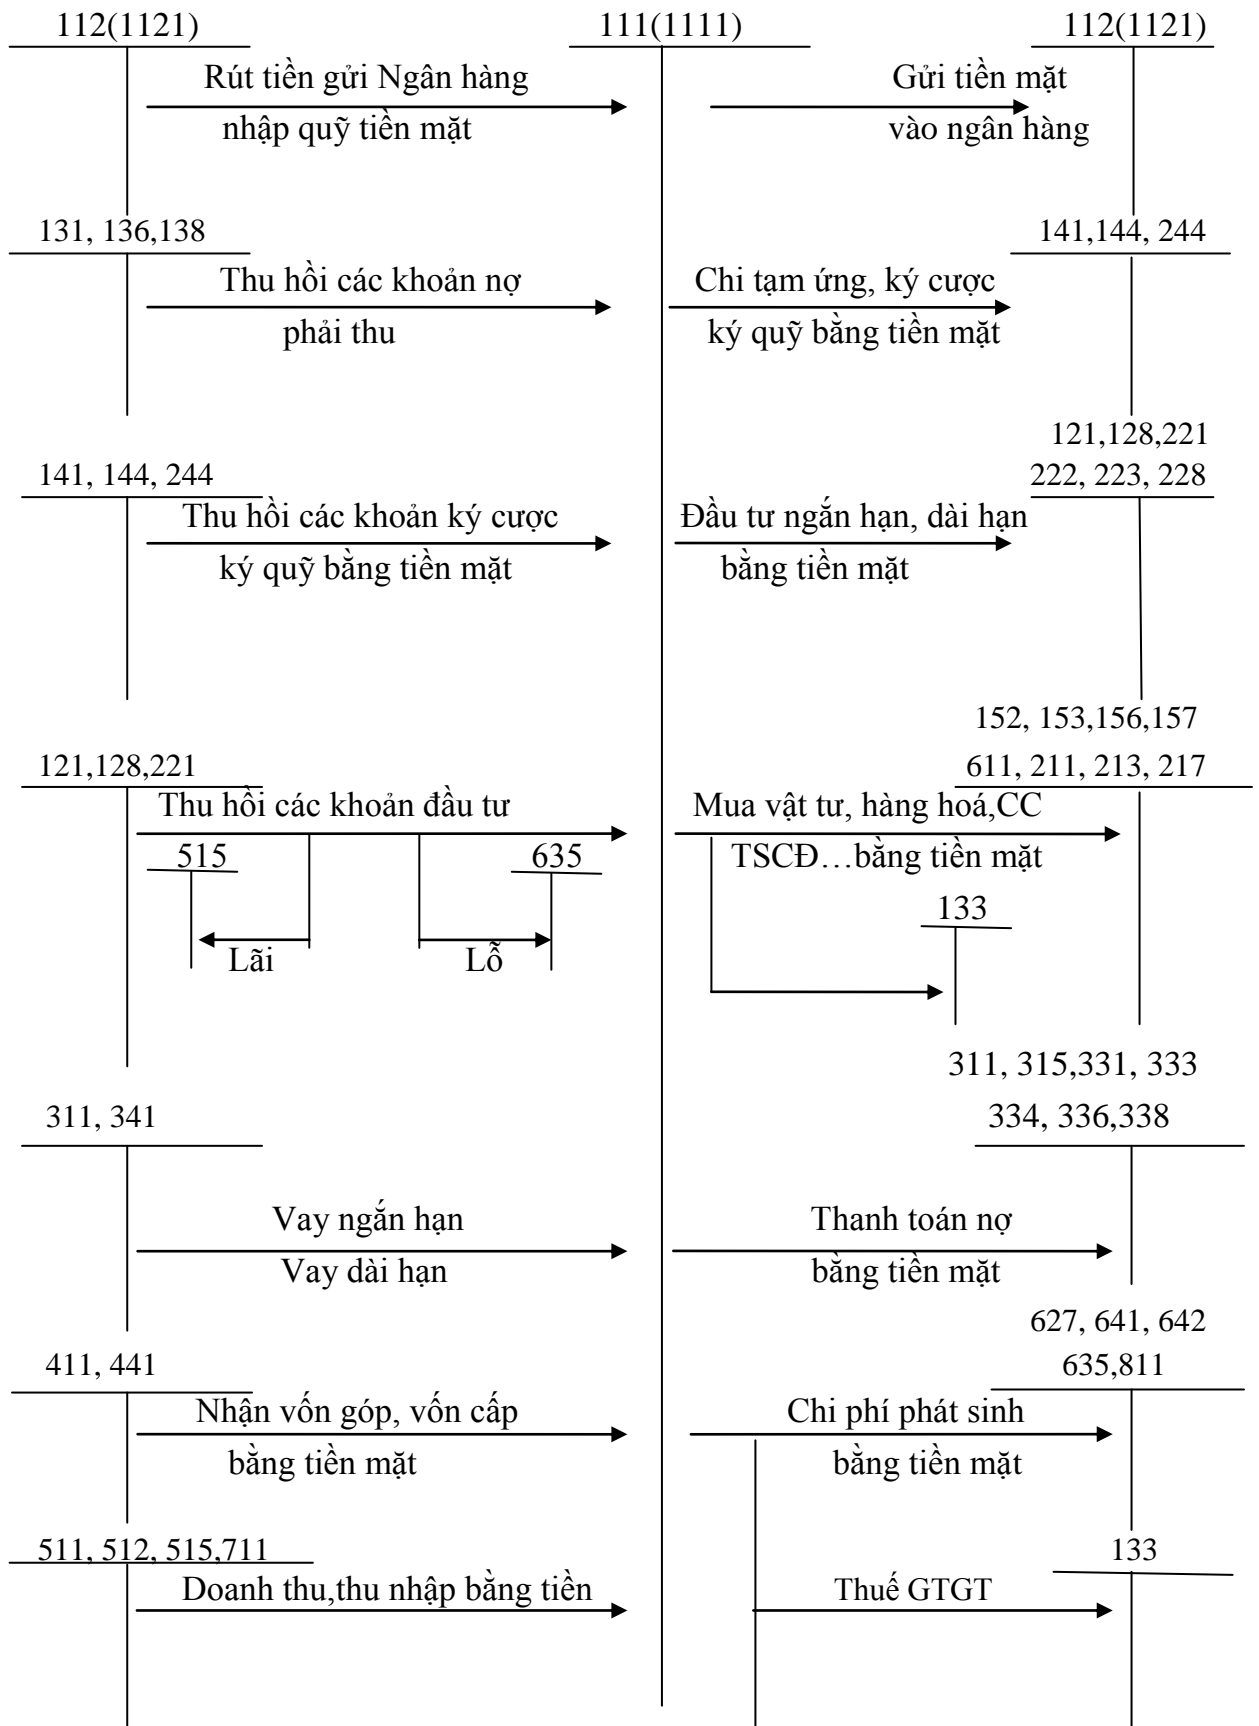 112(1121) 111(1111) 112(1121)
Rút tiền gửi Ngân hàng Gửi tiền mặt
nhập quỹ tiền mặt vào ngân hàng
131, 136,138 141,144, 244
Thu hồi các khoản nợ Chi tạm ứng, ký cược
phải thu ký quỹ bằng tiền mặt
121,128,221
141, 144, 244 222, 223, 228
Thu hồi các khoản ký cược Đầu tư ngắn hạn, dài hạn
ký quỹ bằng tiền mặt bằng tiền mặt
152, 153,156,157
121,128,221 611, 211, 213, 217
Thu hồi các khoản đầu tư Mua vật tư, hàng hoá,CC
515 635 TSCĐ…bằng tiền mặt
133
Lãi Lỗ
311, 315,331, 333
311, 341 334, 336,338
Vay ngắn hạn Thanh toán nợ
Vay dài hạn bằng tiền mặt
627, 641, 642
411, 441 635,811
Nhận vốn góp, vốn cấp Chi phí phát sinh
bằng tiền mặt bằng tiền mặt
511, 512, 515,711 133
Doanh thu,thu nhập bằng tiền Thuế GTGT